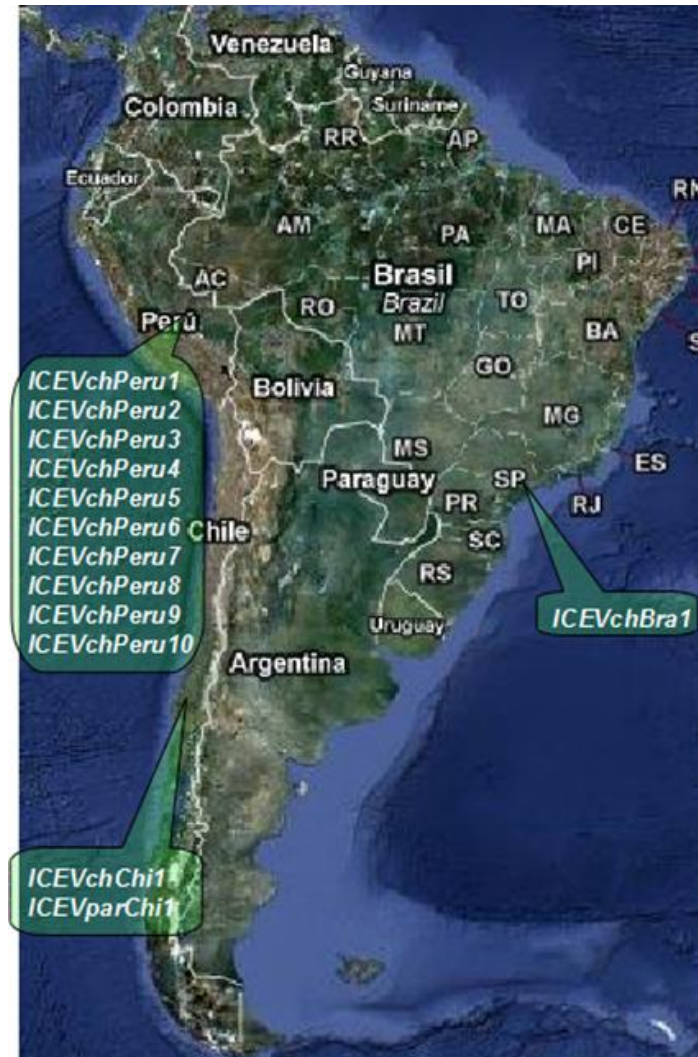 Venezuela
Guyana
Colombia
Suriname
RR
AP
Ecuador
RN
AM
PA
MA
CE
PI
AC
Brasil
Brazil
RO
TO
Perú
MT
BA
S
GO
Bolivia
MG
MS
ES
Paraguay
SP
PR
RJ
Chile
SC
RS
Uruguay
Argentina
ICEVchPeru1
ICEVchPeru2
ICEVchPeru3
ICEVchPeru4
ICEVchPeru5
ICEVchPeru6
ICEVchPeru7
ICEVchPeru8
ICEVchPeru9
ICEVchPeru10
ICEVchBra1
ICEVchChi1
ICEVparChi1